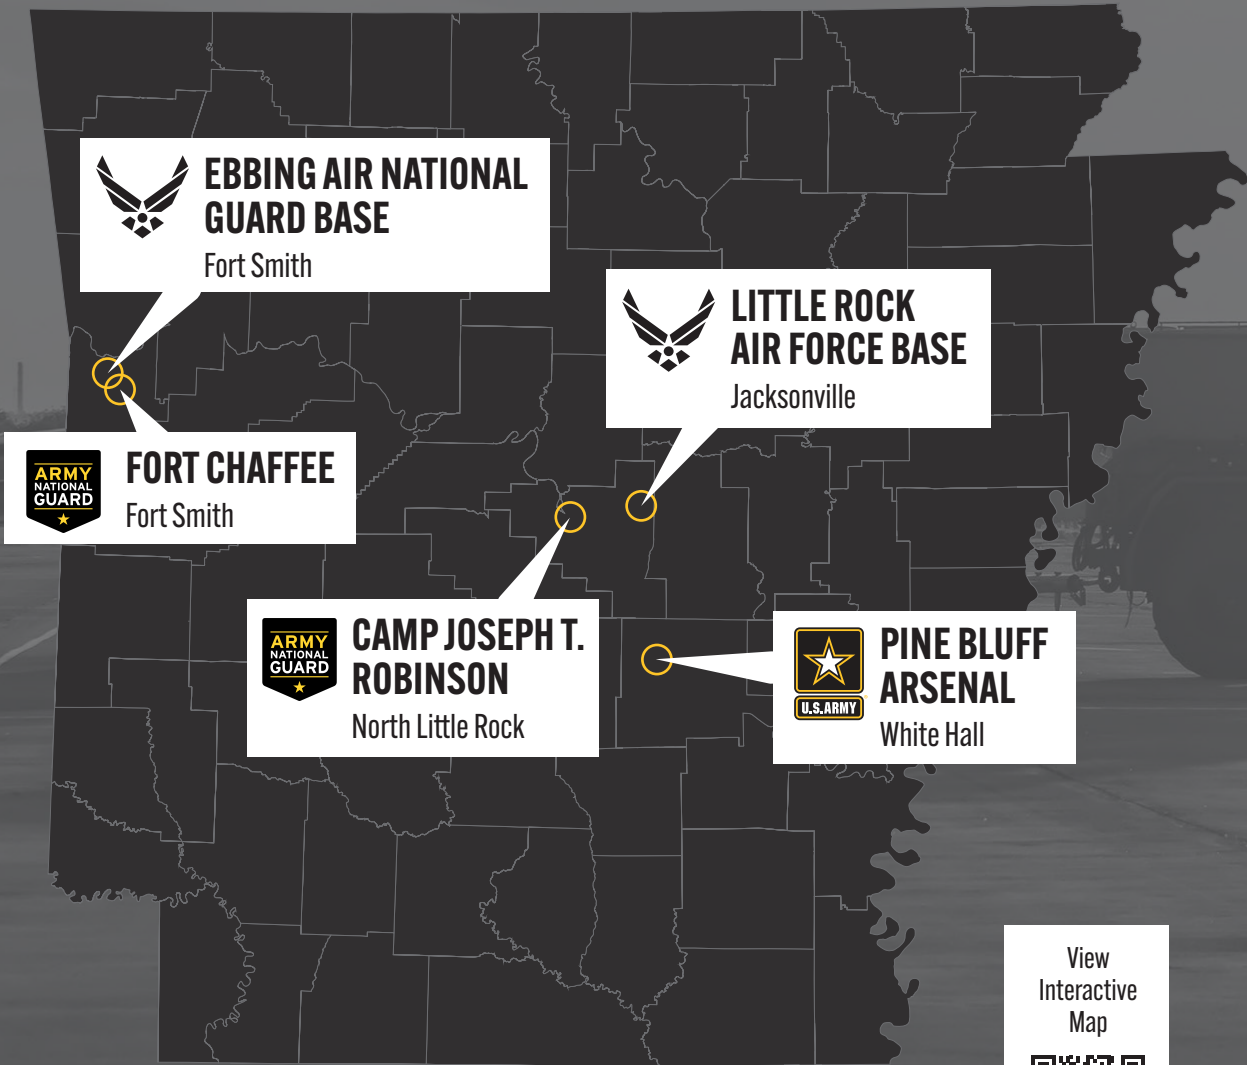 EBBING AIR NATIONAL
GUARD BASE
Fort Smith
LITTLE ROCK
AIR FORCE BASE
Jacksonville
ARMY
NATIONAL
GUARD
FORT CHAFFEE
Fort Smith
ARMY
NATIONAL
GUARD
CAMP JOSEPH T.
ROBINSON
North Little Rock
U.S.ARMY
PINE BLUFF
ARSENAL
White Hall
View
Interactive
Map